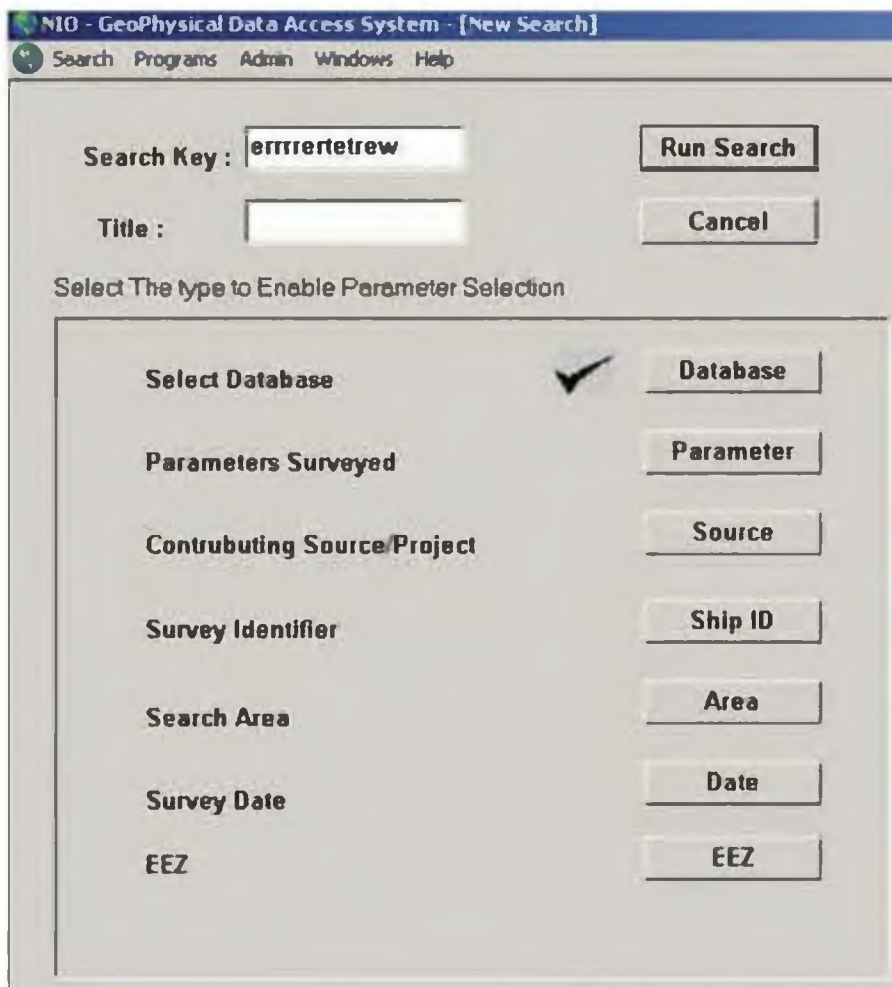 NIO - GeoPhysical Data Access System - [New Search]
Search Programs Admin Windows Help
Search Key : errrrertetrew Run Search
Title : Cancel
Select The type to Enable Parameter Selection
Select Database Database
Parameters Surveyed Parameter
Contrubuting Source/Project Source
Survey Identifier Ship ID
Search Area Area
Survey Date Date
EEZ EEZ